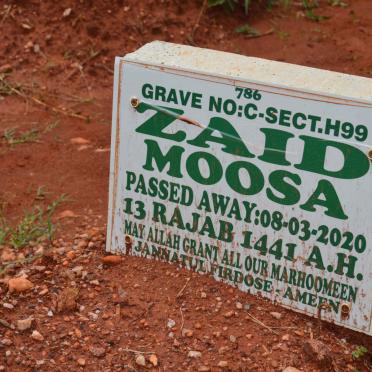 786
GRAVE NO:C-SECT.H99
ZAID
MOOSA
PASSED AWAY:08-03-2020
13 RAJAB 1441 A.H.
MAY ALLAH GRANT ALL OUR MARHOOMEEN
JANNATUL FIRDOSE. AMEEN